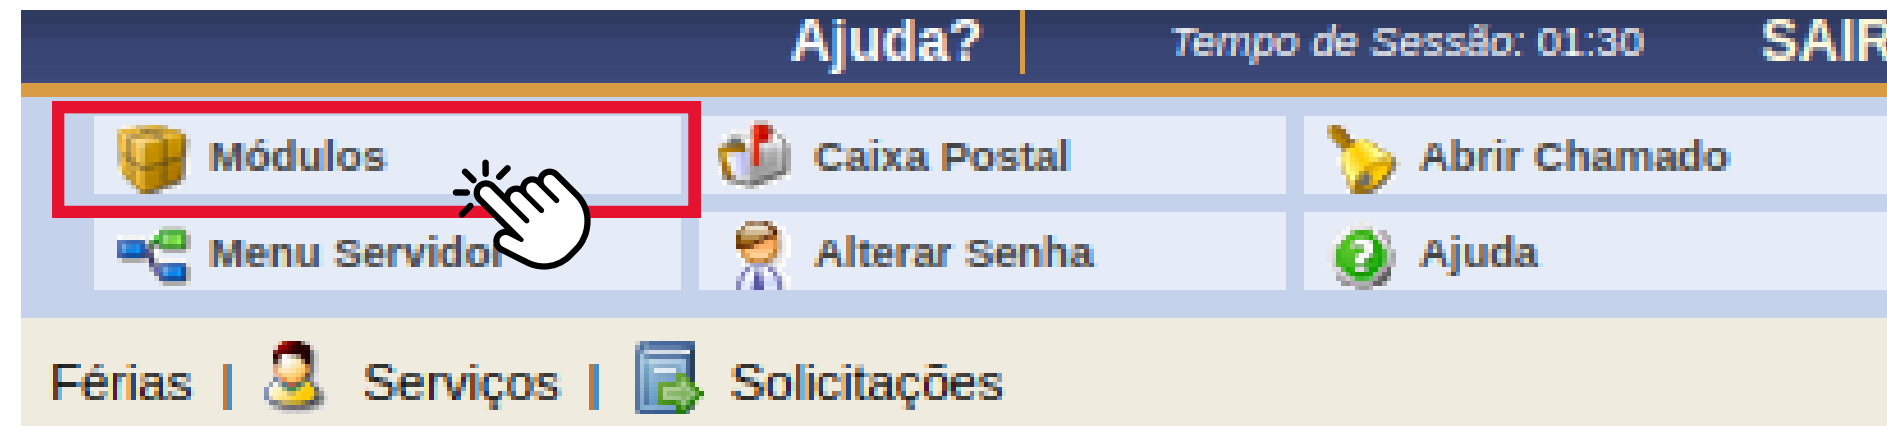 Ajuda? Tempo de Sessão: 01:30 SAIR
Módulos Caixa Postal Abrir Chamado
Menu Servidor Alterar Senha Ajuda
Férias | Serviços | Solicitações